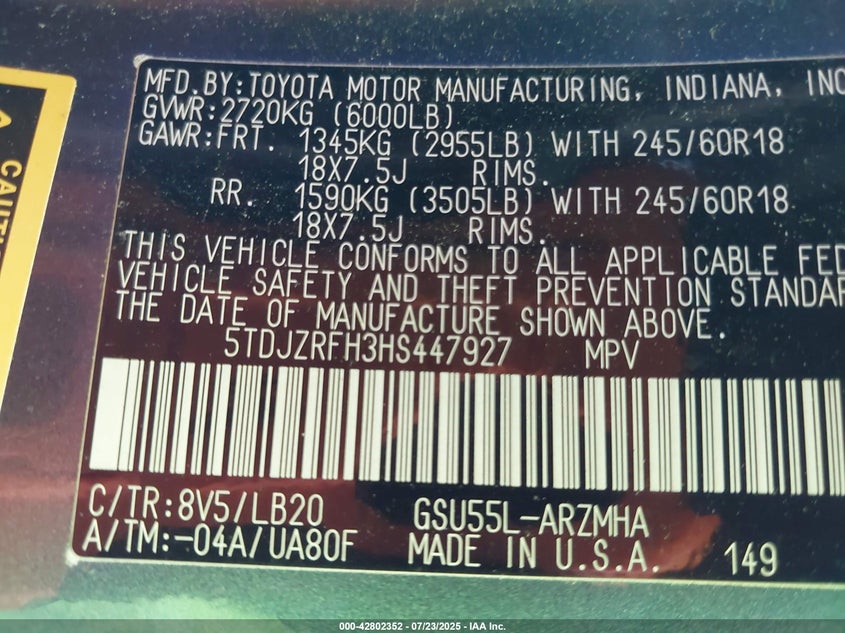 CAUTI
MFD.BY:TOYOTA MOTOR MANUFACTURING, INDIANA, INC
GVWR:2720KG (6000LB)
GAWR:FRT. 1345KG (2955LB) WITH 245/60R18
18X7.5J RIMS.
RR. 1590KG (3505LB) WITH 245/60R18
18X7.5J RIMS.
THIS VEHICLE CONFORMS TO ALL APPLICABLE FED
VEHICLE SAFETY AND THEFT PREVENTION STANDAR
THE DATE OF MANUFACTURE SHOWN ABOVE.
5TDJZRFH3HS447927 MPV
C/TR:8V5/LB20 GSU55L-ARZMHA
A/TM:-04A/UA80F MADE IN U.S.A. 149
000-42802352 - 07/23/2025 - IAA Inc.